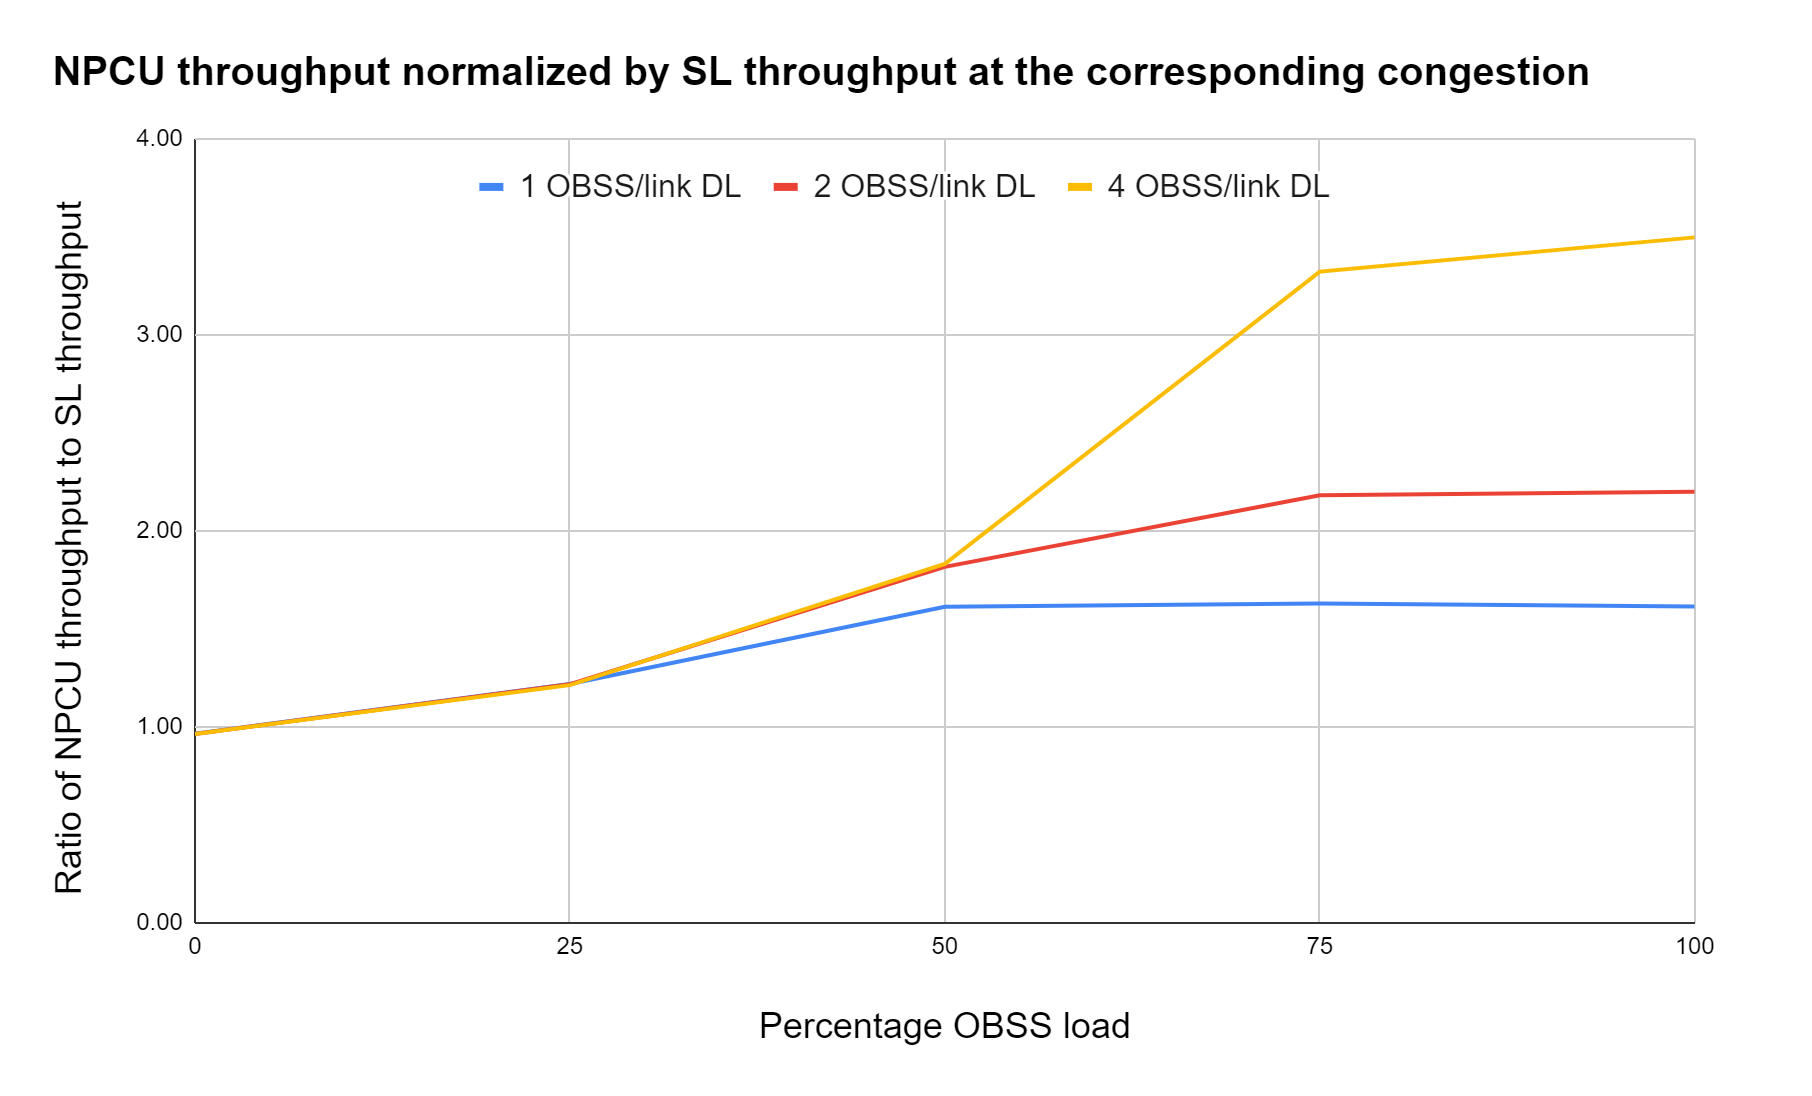 NPCU throughput normalized by SL throughput at the corresponding congestion
1 OBSS/link DL
2 OBSS/link DL
4 OBSS/link DL
Ratio of NPCU throughput to SL throughput
4.00
3.00
2.00
1.00
0.00
0 25 50 75 100
Percentage OBSS load